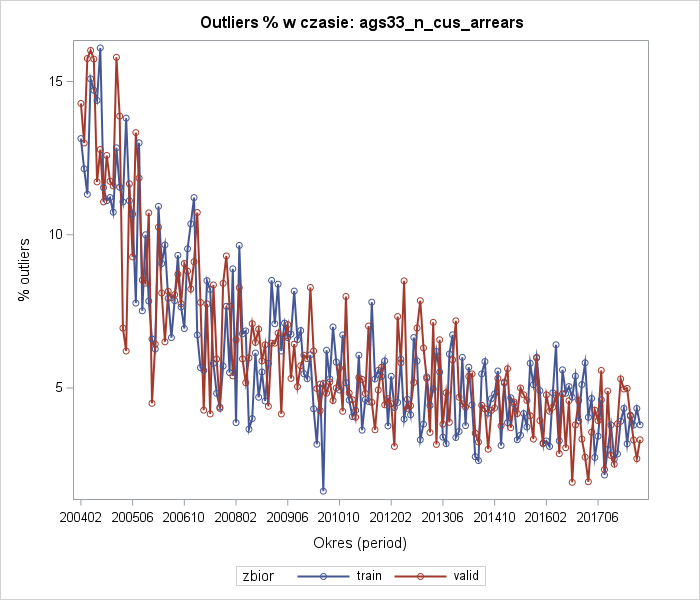 Outliers % w czasie: ags33_n_cus_arrears
% outliers
15
10
5
200402 200506 200610 200802 200906 201010 201202 201306 201410 201602 201706
Okres (period)
zbior train valid